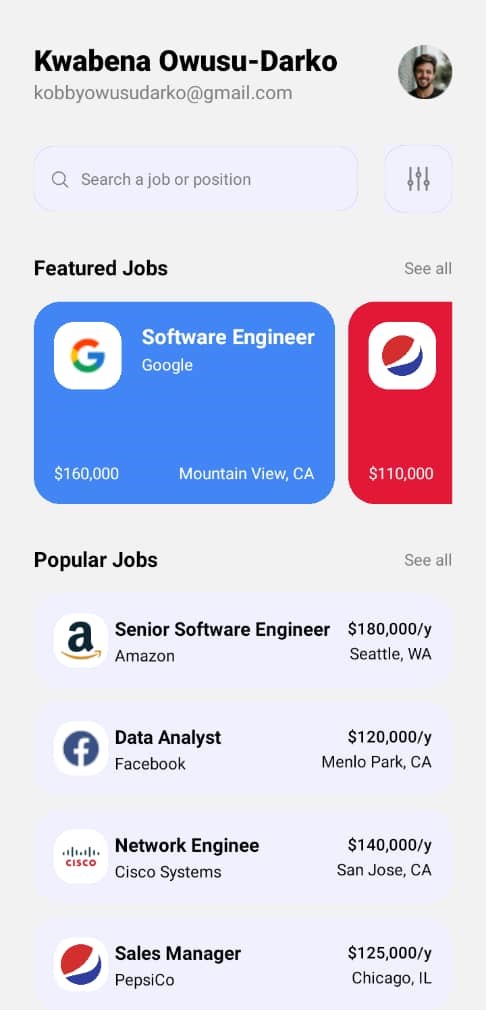 Kwabena Owusu-Darko
kobbyowusudarko@gmail.com
Search a job or position
Featured Jobs See all
Software Engineer
Google
$160,000 Mountain View, CA
$110,000
Popular Jobs See all
a Senior Software Engineer $180,000/y
Amazon Seattle, WA
Data Analyst $120,000/y
Facebook Menlo Park, CA
Network Enginee $140,000/y
CISCO
Cisco Systems San Jose, CA
Sales Manager $125,000/y
PepsiCo Chicago, IL